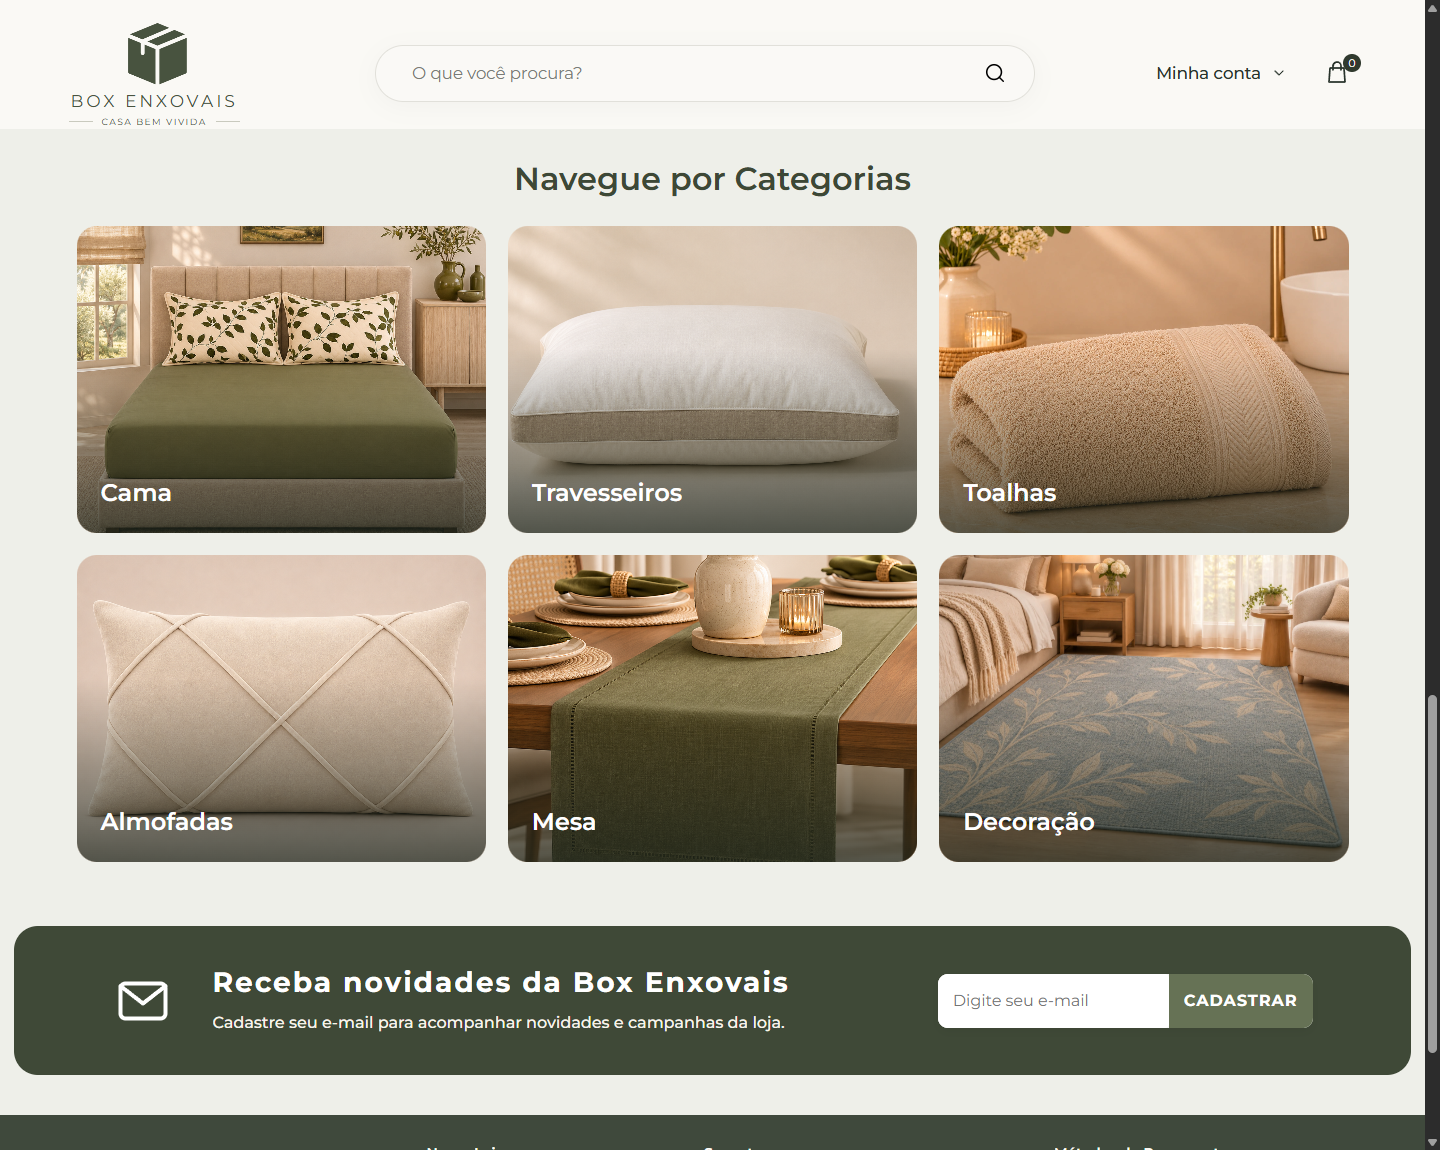 BOX ENXOVAIS
CASA BEM VIVIDA
O que você procura?
Minha conta
0
Navegue por Categorias
Cama
Travesseiros
Toalhas
Almofadas
Mesa
Decoração
Receba novidades da Box Enxovais
Cadastre seu e-mail para acompanhar novidades e campanhas da loja.
Digite seu e-mail
CADASTRAR